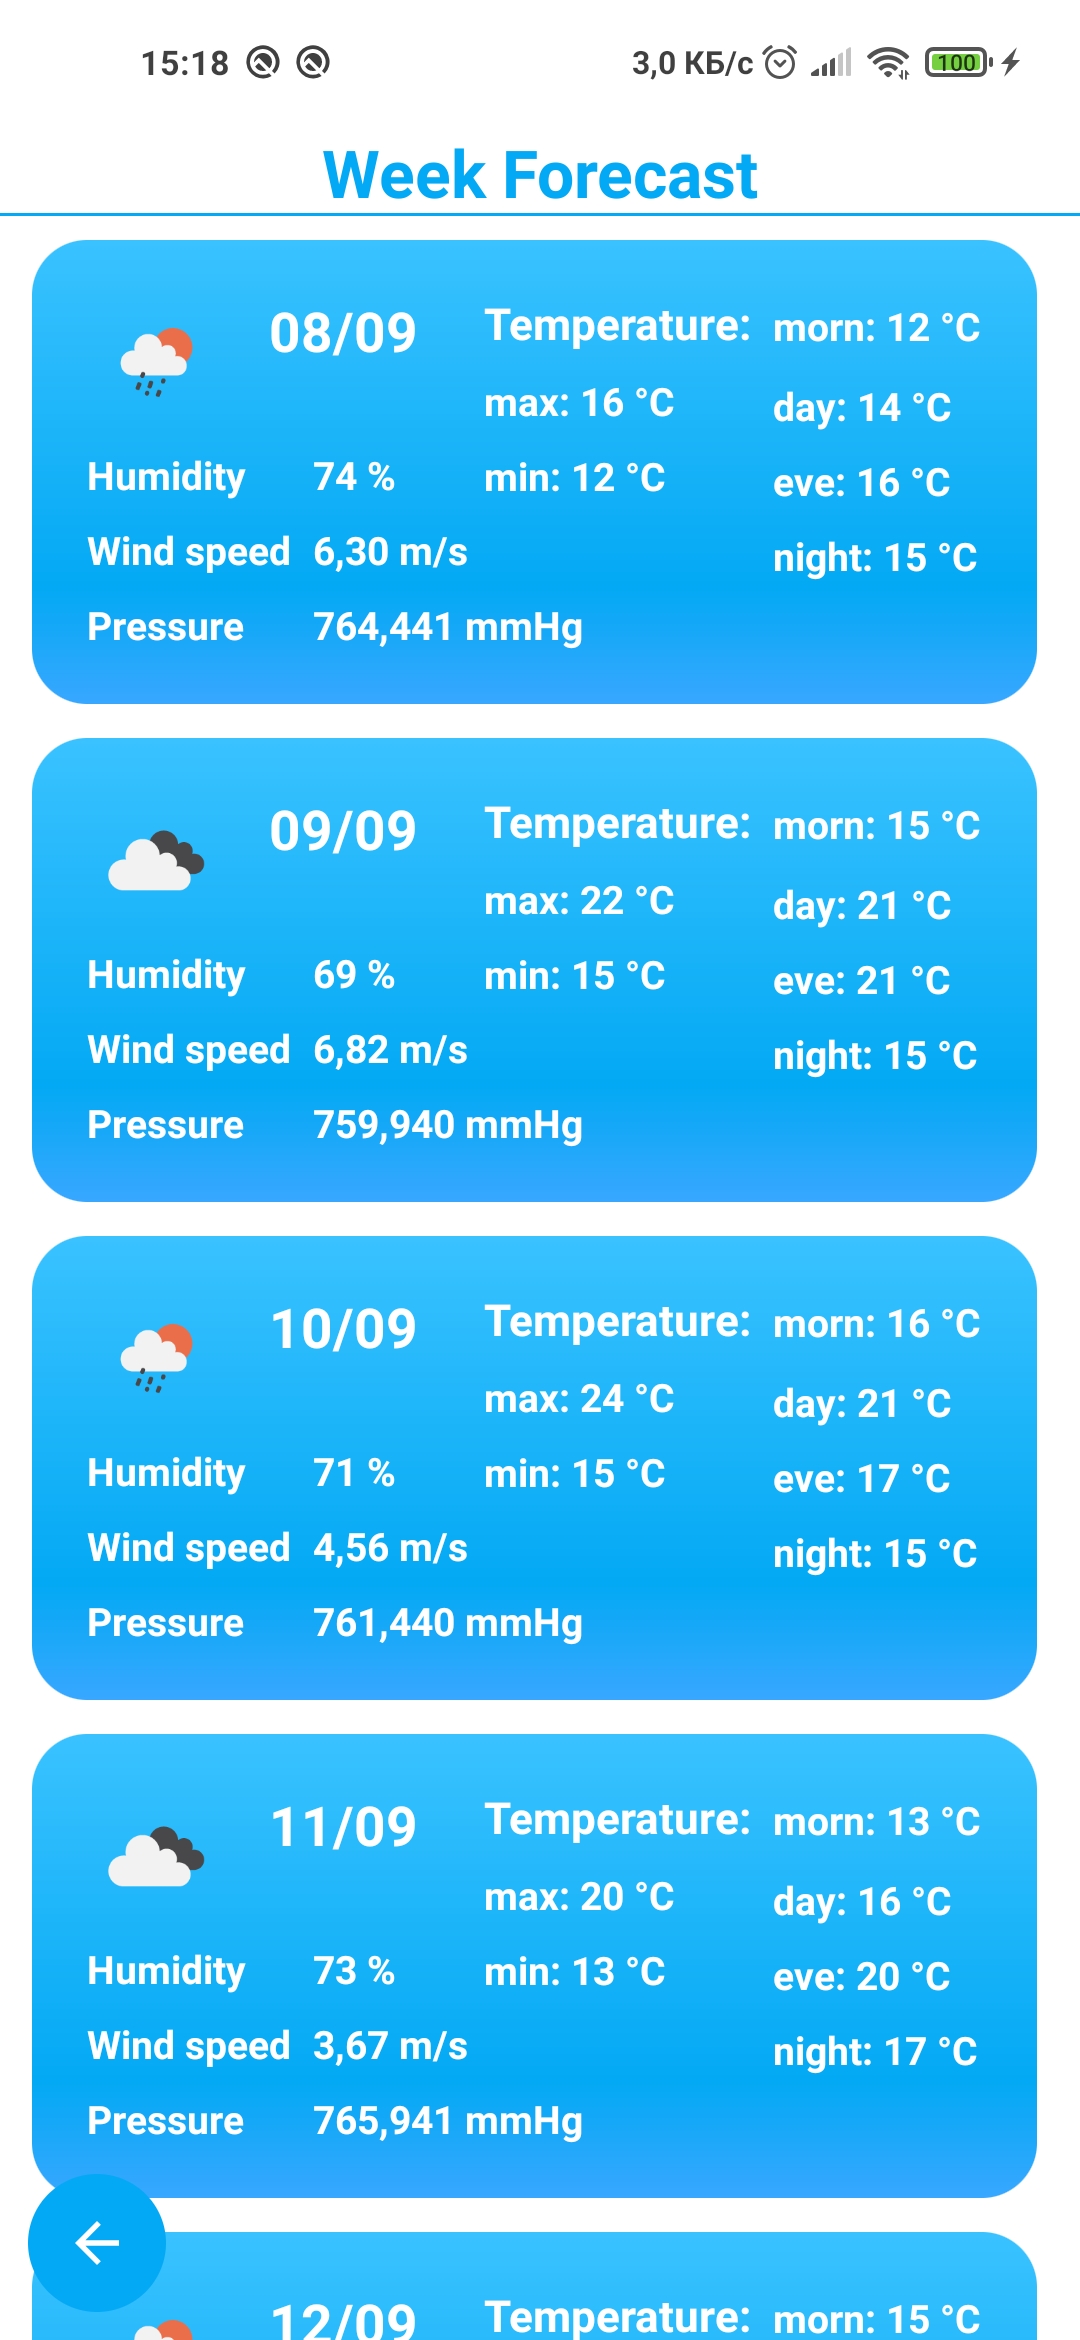 15:18 3,0 КБ/с 100
Week Forecast
08/09 Temperature: morn: 12 °C
max: 16 °C day: 14 °C
Humidity 74 % min: 12 °C eve: 16 °C
Wind speed 6,30 m/s night: 15 °C
Pressure 764,441 mmHg
09/09 Temperature: morn: 15 °C
max: 22 °C day: 21 °C
Humidity 69 % min: 15 °C eve: 21 °C
Wind speed 6,82 m/s night: 15 °C
Pressure 759,940 mmHg
10/09 Temperature: morn: 16 °C
max: 24 °C day: 21 °C
Humidity 71 % min: 15 °C eve: 17 °C
Wind speed 4,56 m/s night: 15 °C
Pressure 761,440 mmHg
11/09 Temperature: morn: 13 °C
max: 20 °C day: 16 °C
Humidity 73 % min: 13 °C eve: 20 °C
Wind speed 3,67 m/s night: 17 °C
Pressure 765,941 mmHg
12/09 Temperature: morn: 15 °C